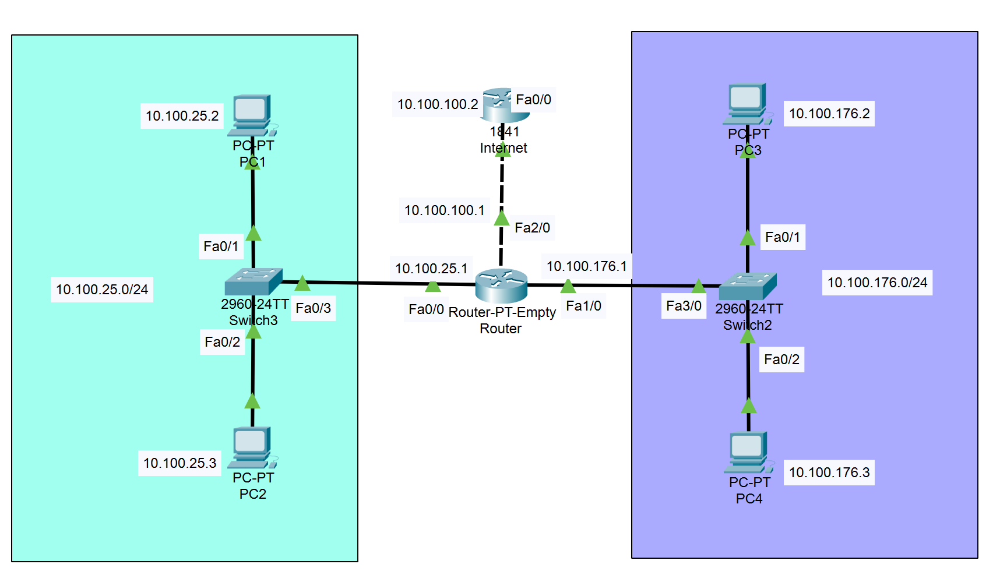 10.100.25.2
PC-PT
PC1
Fa0/1
10.100.25.0/24
2960-24TT
Switch3
Fa0/3
Fa0/2
10.100.25.3
PC-PT
PC2
10.100.100.2
Fa0/0
1841
Internet
10.100.100.1
Fa2/0
10.100.25.1
10.100.176.1
Fa0/0
Router-PT-Empty
Router
Fa1/0
10.100.176.2
PC-PT
PC3
Fa0/1
10.100.176.0/24
Fa3/0
2960-24TT
Switch2
Fa0/2
10.100.176.3
PC-PT
PC4